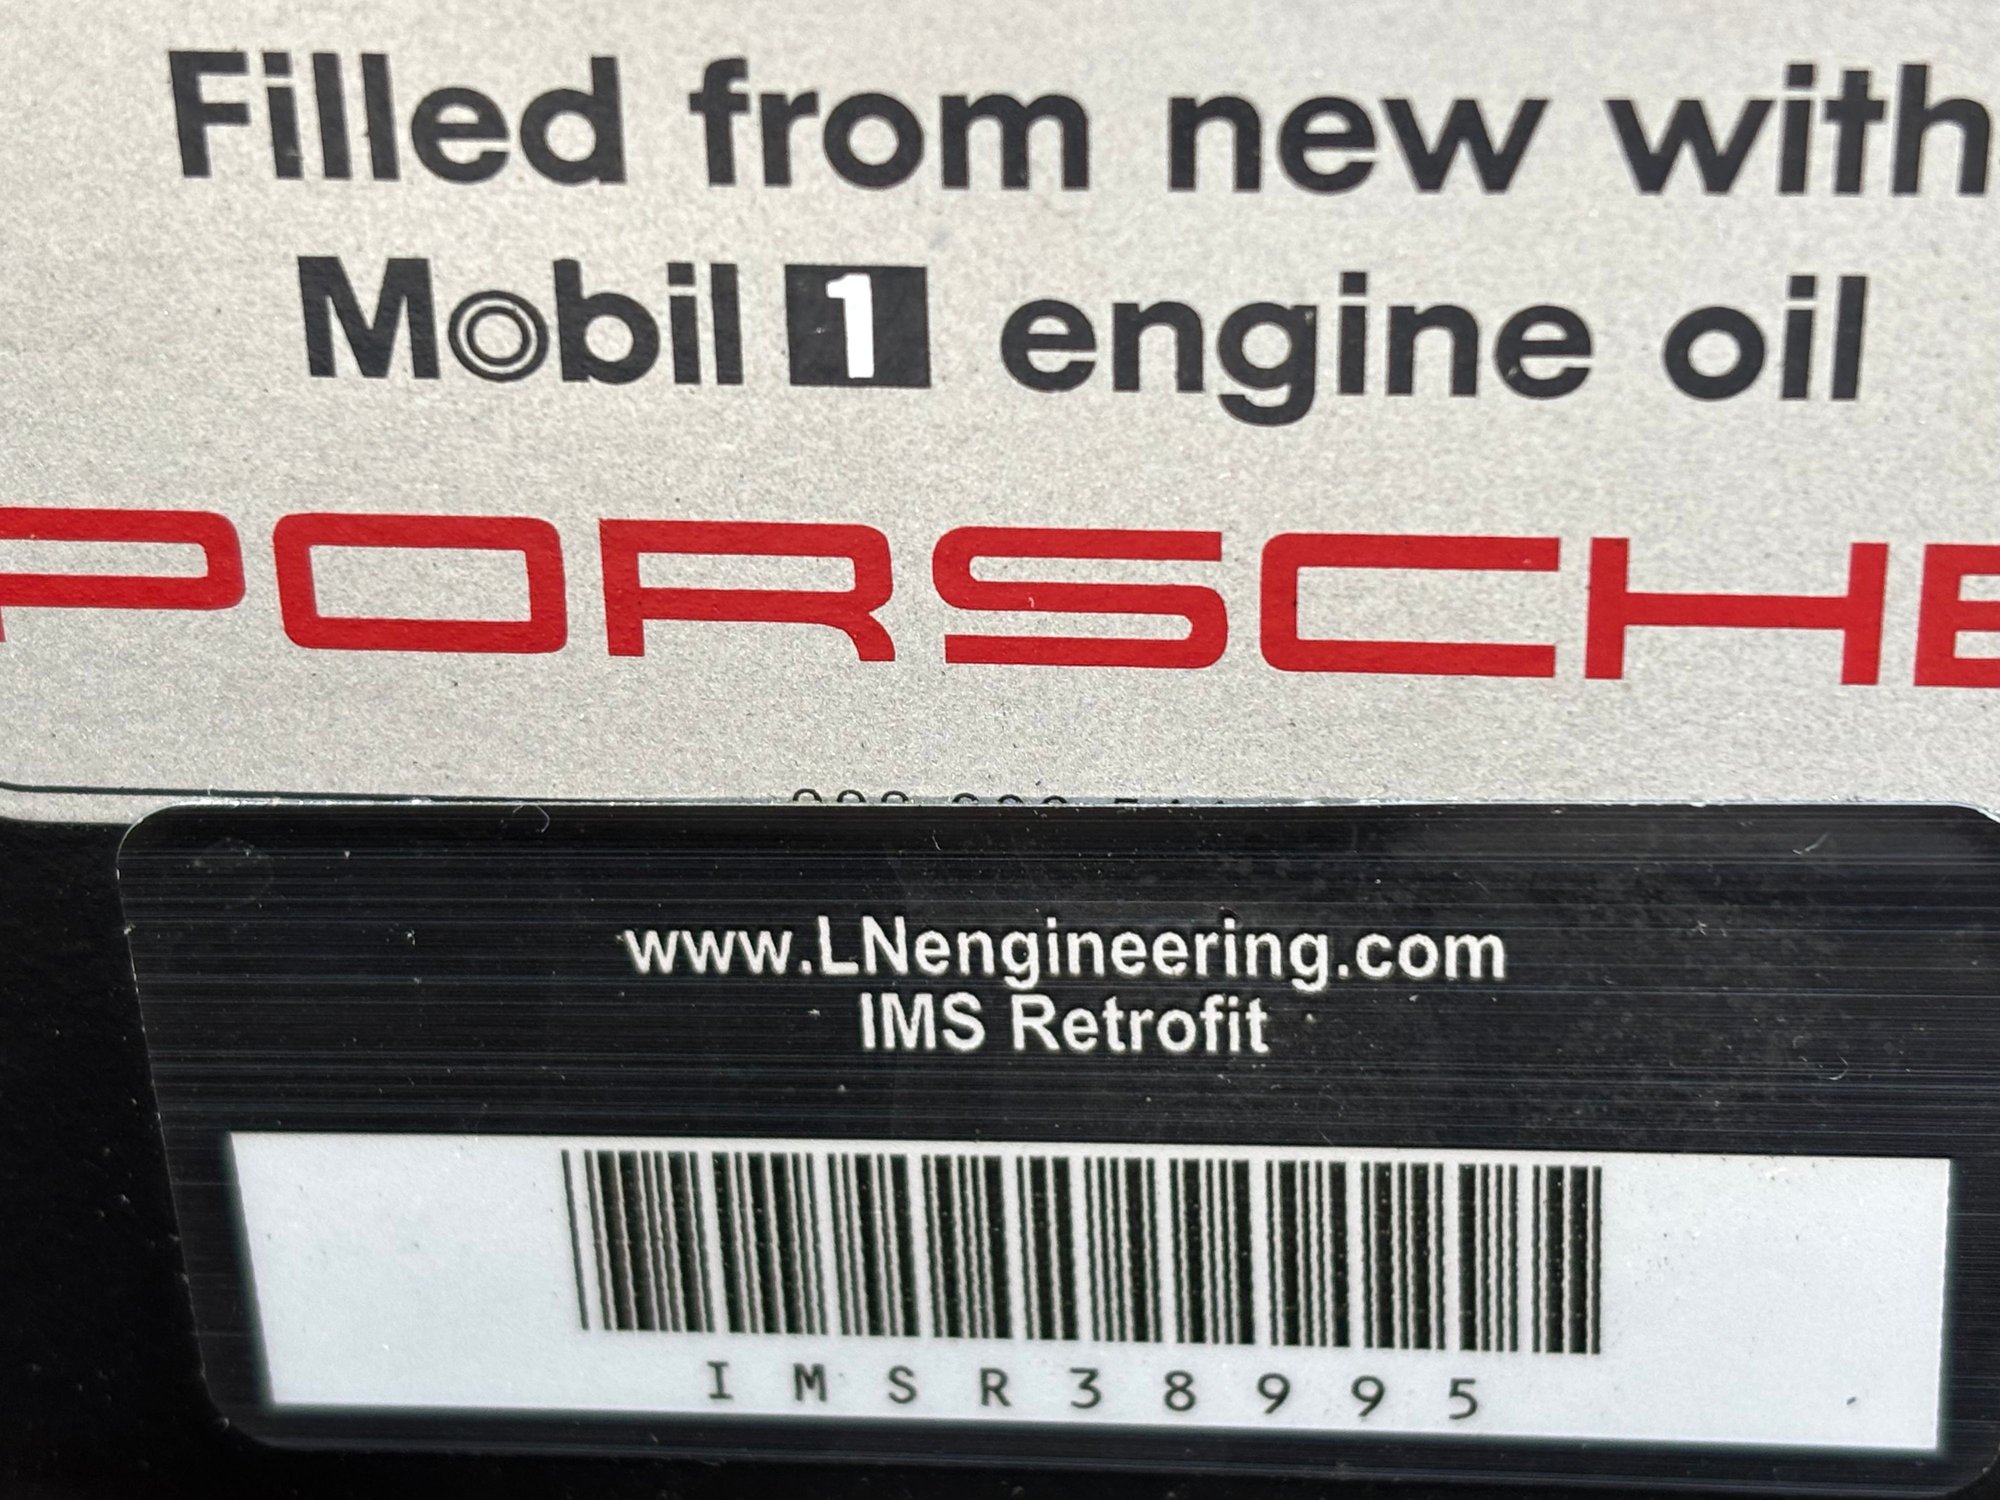 Filled from new with
Mobil 1 engine oil
PORSCHE
www.LNengineering.com
IMS Retrofit
IMSR38995